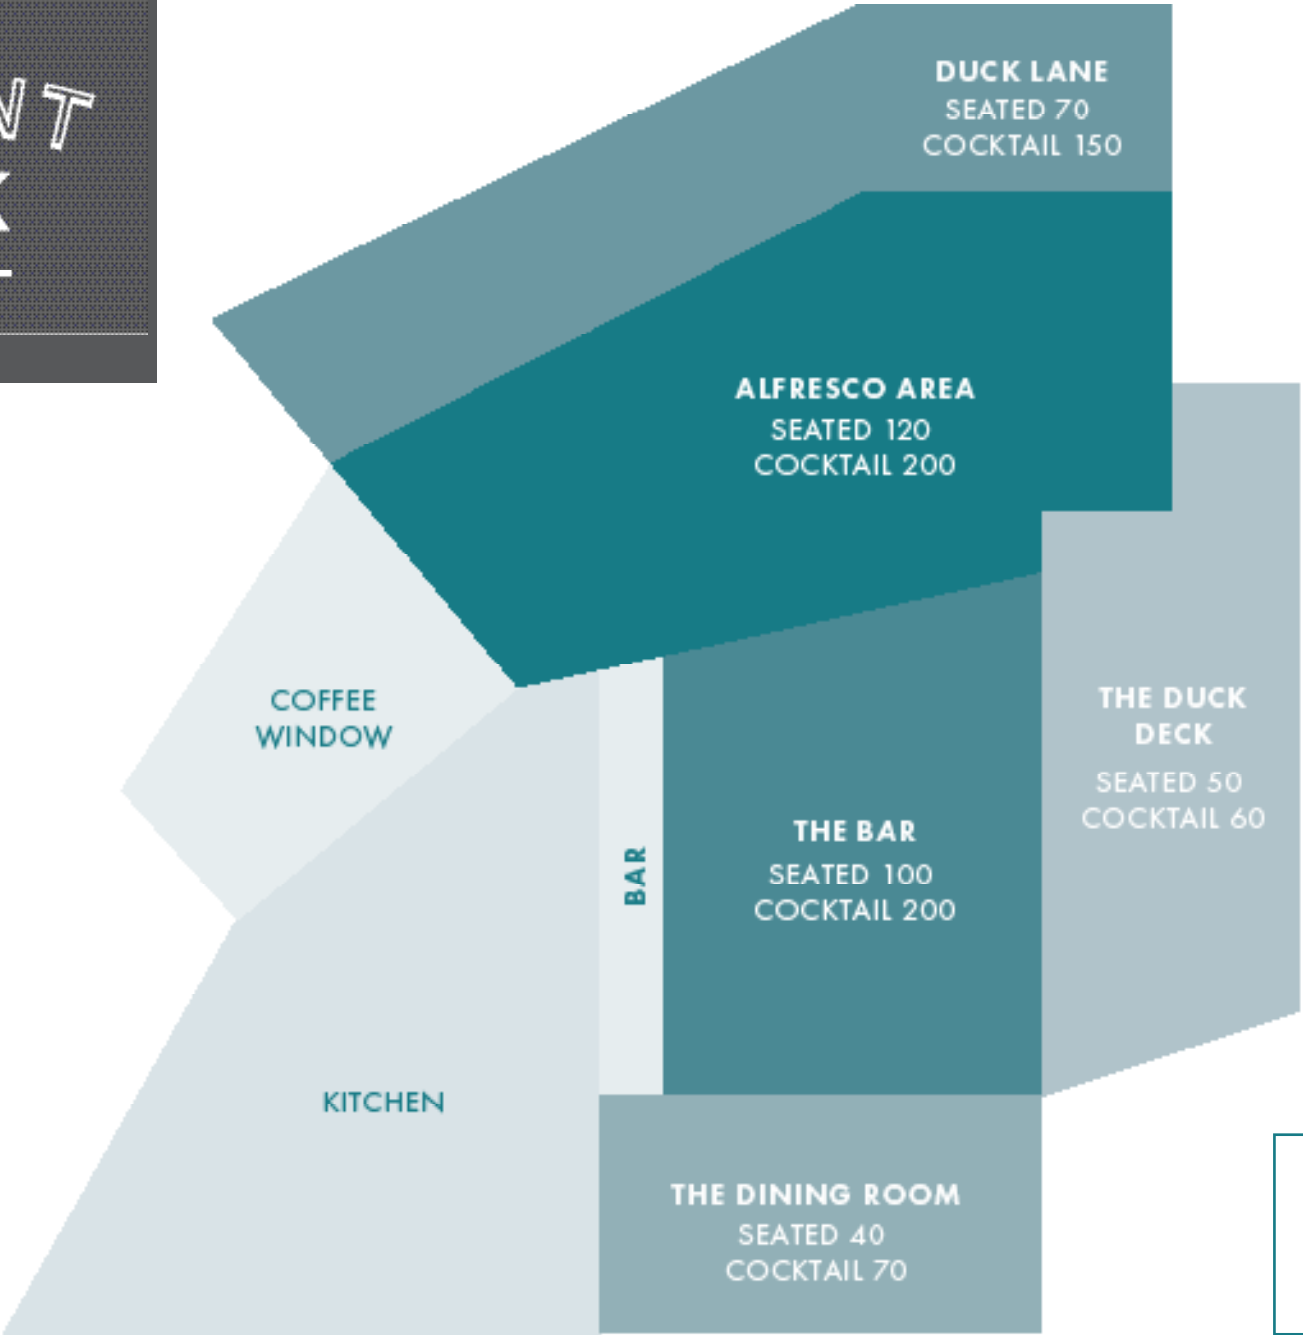 DUCK LANE
SEATED 70
COCKTAIL 150
ALFRESCO AREA
SEATED 120
COCKTAIL 200
COFFEE
WINDOW
THE DUCK
DECK
SEATED 50
COCKTAIL 60
THE BAR
SEATED 100
COCKTAIL 200
BAR
KITCHEN
THE DINING ROOM
SEATED 40
COCKTAIL 70